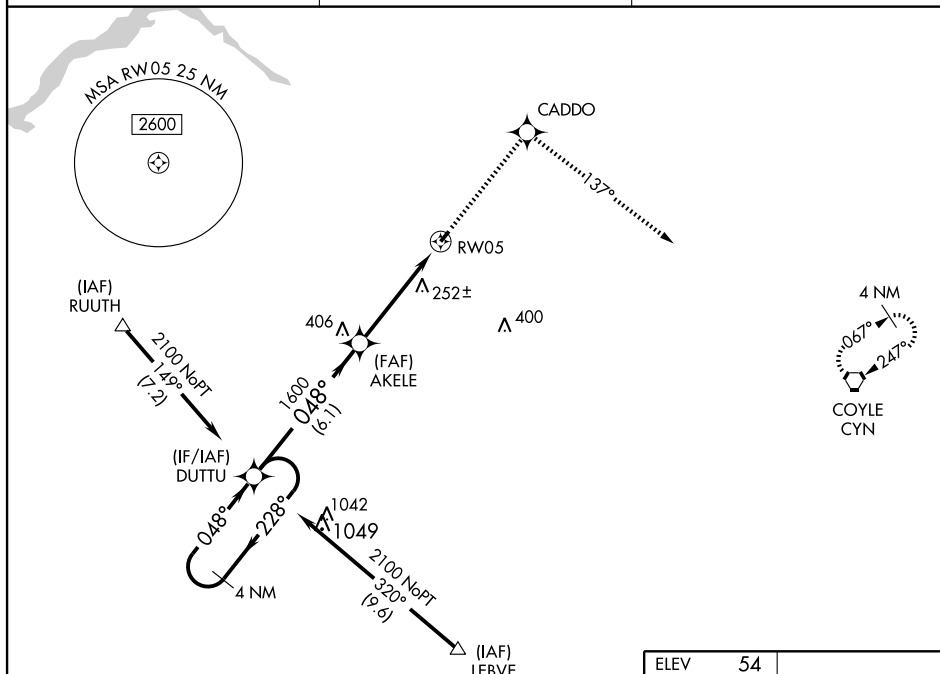 MSA RW05 25 NM
2600
CADDO
137°
RW05
252±
(IAF)
RUUTH
2100 NoPT
149°
(7.2)
406
400
(FAF)
AKELE
4 NM
067°
247°
COYLE
CYN
1600
048°
(6.1)
(IF/IAF)
DUTTU
048°
228°
4 NM
1042
1049
2100 NoPT
320°
(9.6)
(IAF)
ELEV 54